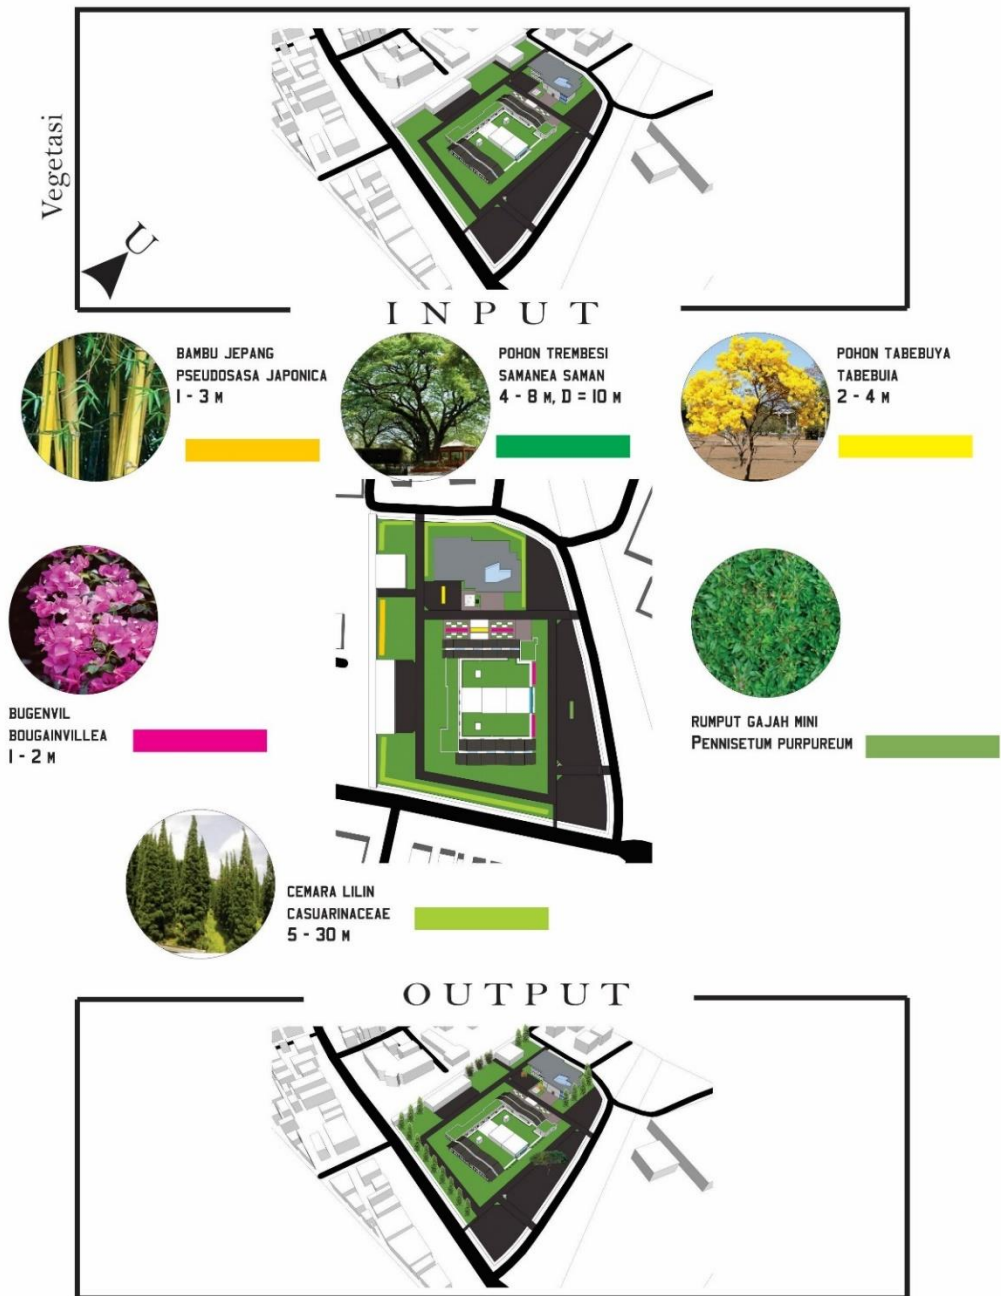 Vegetasi
U
INPUT
BAMBU JEPANG
PSEUDOSASA JAPONICA
1 - 3 M
POHON TREMBESI
SAMANEA SAMAN
4 - 8 M, D = 10 M
POHON TABEBUYA
TABEBUIA
2 - 4 M
BUGENVIL
BOUGAINVILLEA
1 - 2 M
RUMPUT GAJAH MINI
PENNISETUM PURPUREUM
CEMARA LILIN
CASUARINACEAE
5 - 30 M
OUTPUT